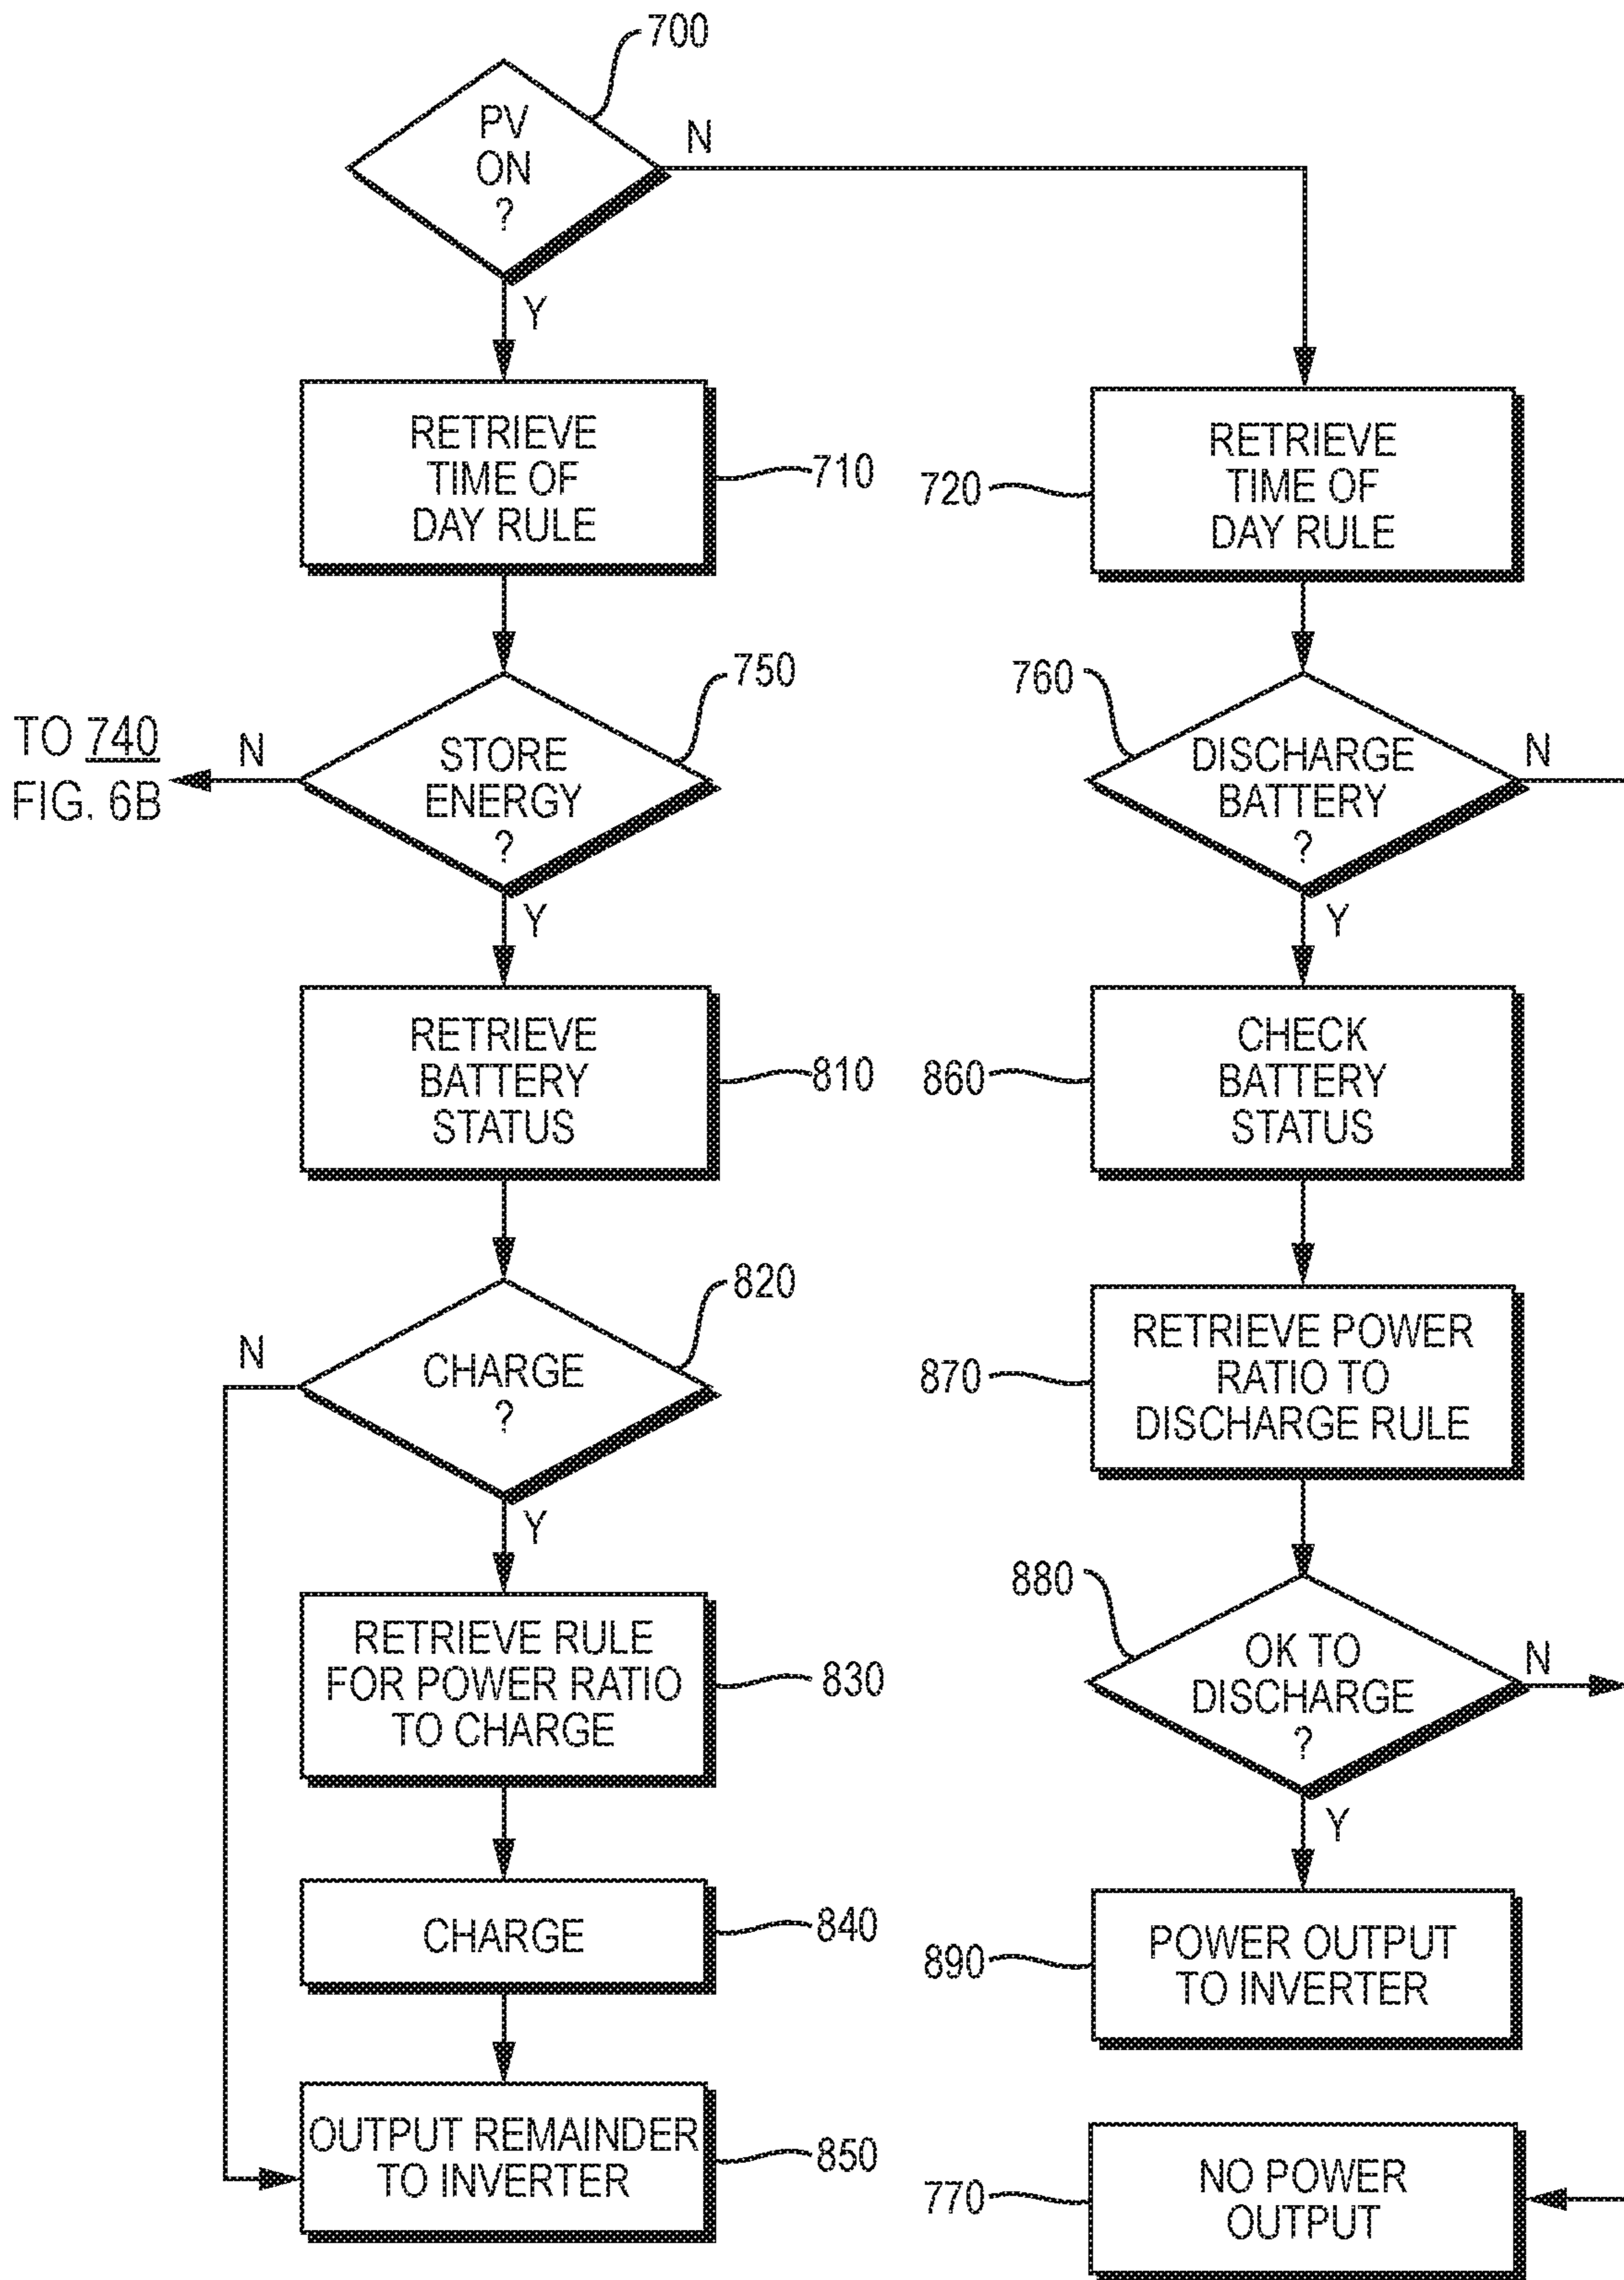 700
PV
ON
?
N
Y
RETRIEVE
TIME OF
DAY RULE
710
720
RETRIEVE
TIME OF
DAY RULE
750
760
TO 740
FIG. 6B
N
STORE
ENERGY
?
Y
DISCHARGE
BATTERY
?
N
Y
RETRIEVE
BATTERY
STATUS
810
860
CHECK
BATTERY
STATUS
820
N
CHARGE
?
Y
870
RETRIEVE POWER
RATIO TO
DISCHARGE RULE
RETRIEVE RULE
FOR POWER RATIO
TO CHARGE
830
880
OK TO
DISCHARGE
?
N
Y
CHARGE
840
890
POWER OUTPUT
TO INVERTER
OUTPUT REMAINDER
TO INVERTER
850
770
NO POWER
OUTPUT